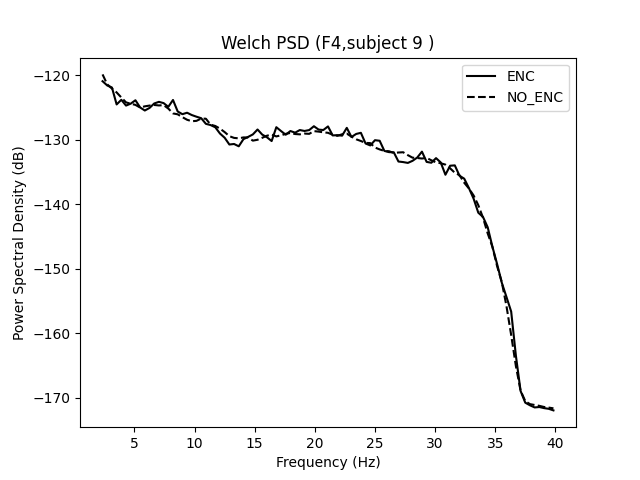 Welch PSD (F4,subject 9 )
ENC
NO_ENC
Power Spectral Density (dB)
−120
−130
−140
−150
−160
−170
5 10 15 20 25 30 35 40
Frequency (Hz)